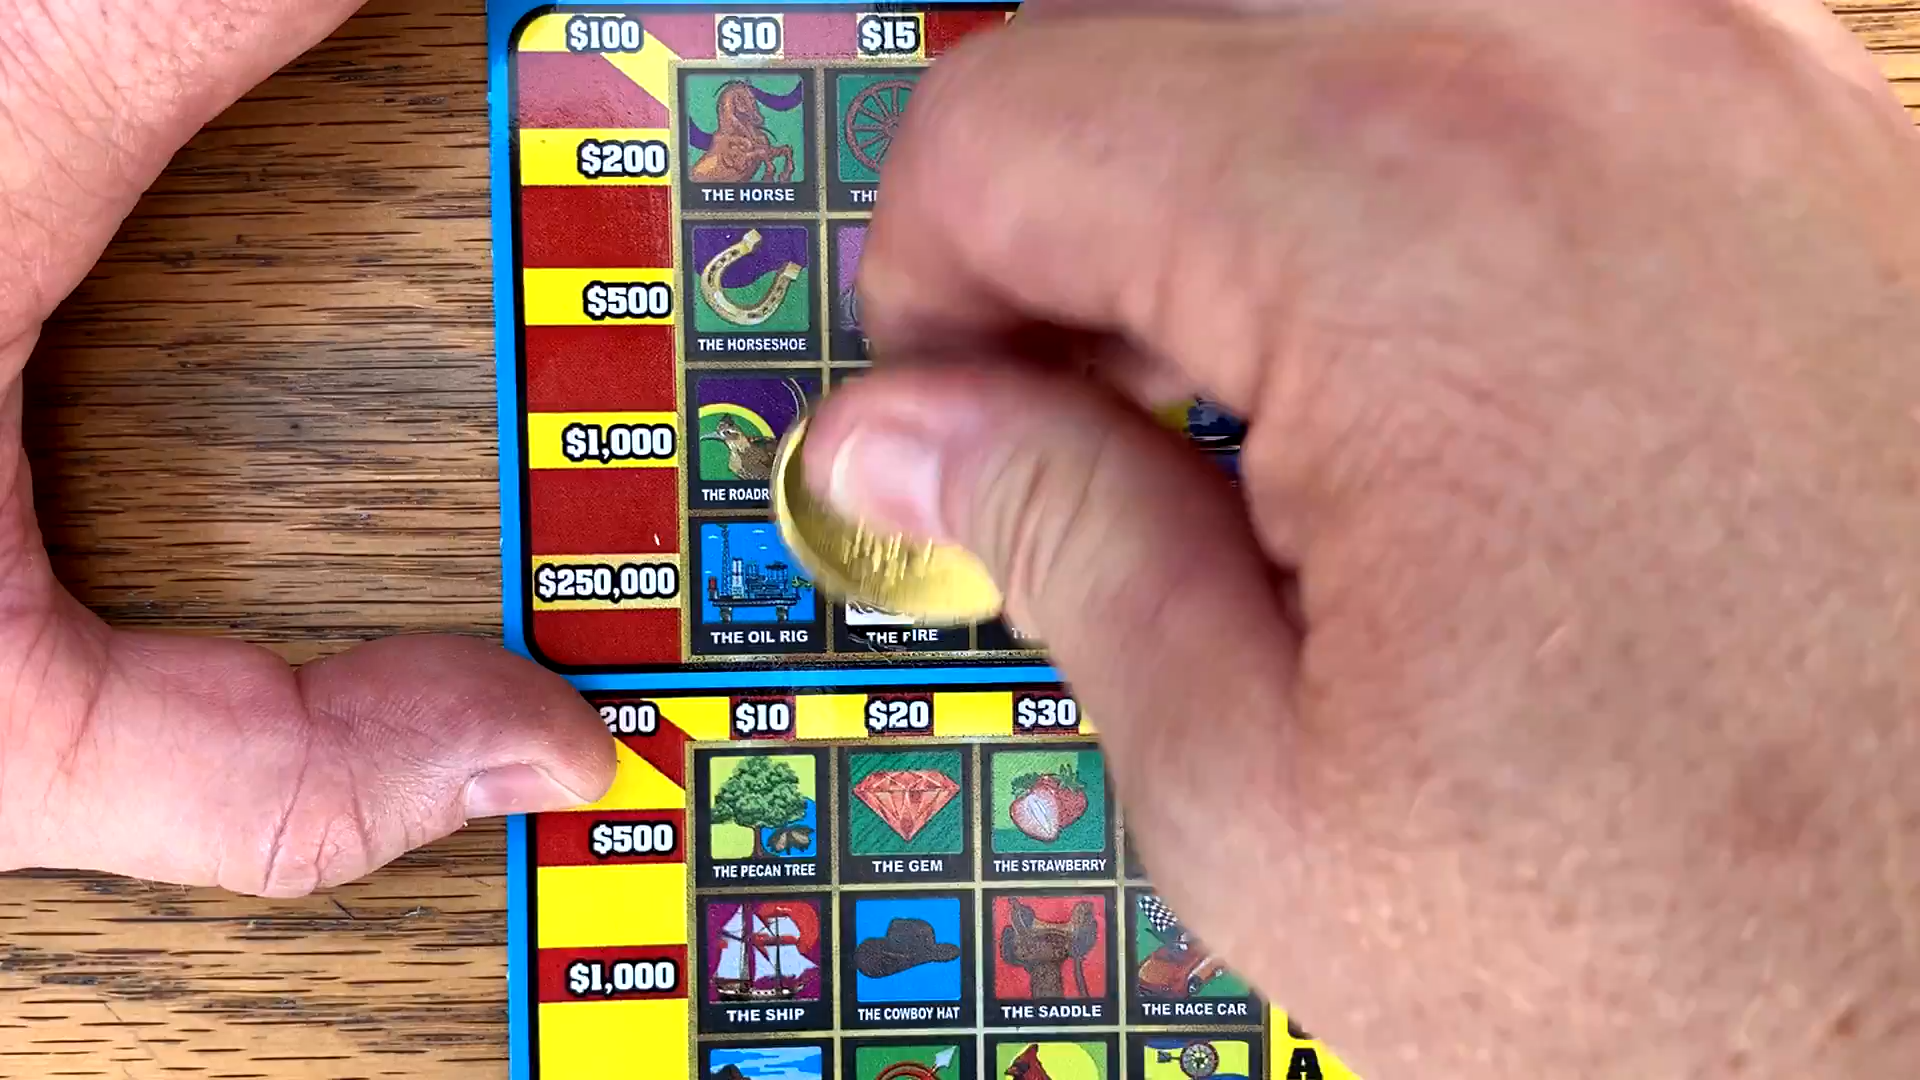 $100 $10 $15
$200
THE HORSE
$500
THE HORSESHOE
$1,000
$250,000
THE OIL RIG THE FIRE
200 $10 $20 $30
$500
THE PECAN TREE THE GEM THE STRAWBERRY
$1,000
THE SHIP THE COWBOY HAT THE SADDLE THE RACE CAR
A